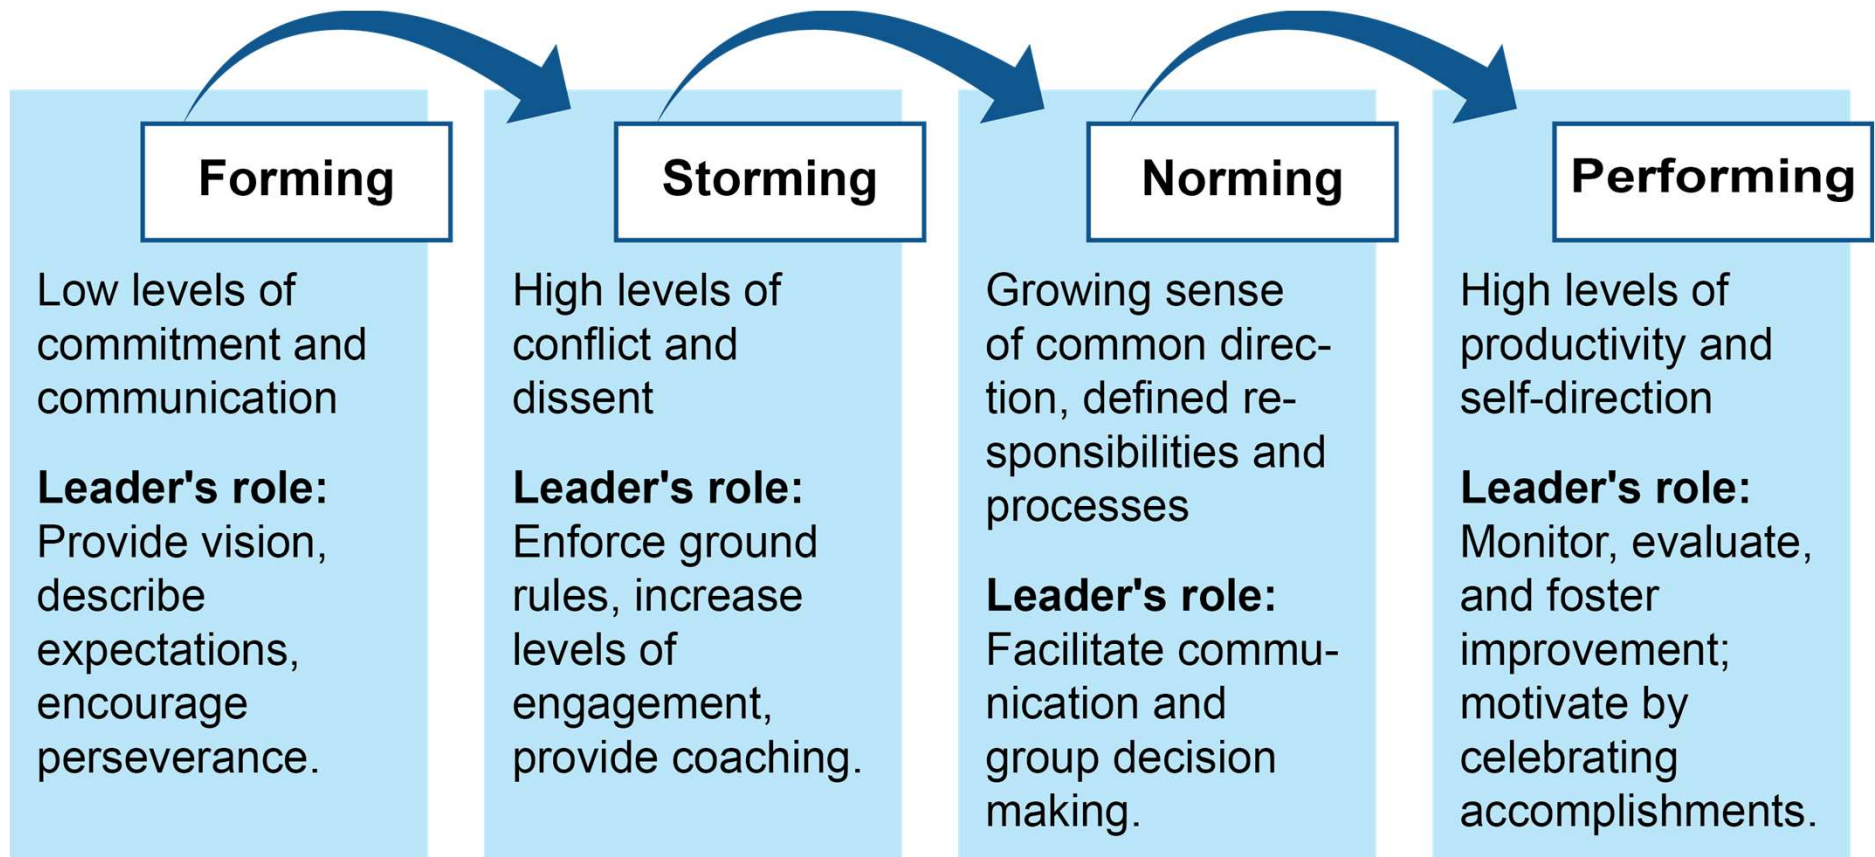 Forming
Low levels of
commitment and
communication
Leader's role:
Provide vision,
describe
expectations,
encourage
perseverance.
Storming
High levels of
conflict and
dissent
Leader's role:
Enforce ground
rules, increase
levels of
engagement,
provide coaching.
Norming
Growing sense
of common direc-
tion, defined re-
sponsibilities and
processes
Leader's role:
Facilitate commu-
nication and
group decision
making.
Performing
High levels of
productivity and
self-direction
Leader's role:
Monitor, evaluate,
and foster
improvement;
motivate by
celebrating
accomplishments.